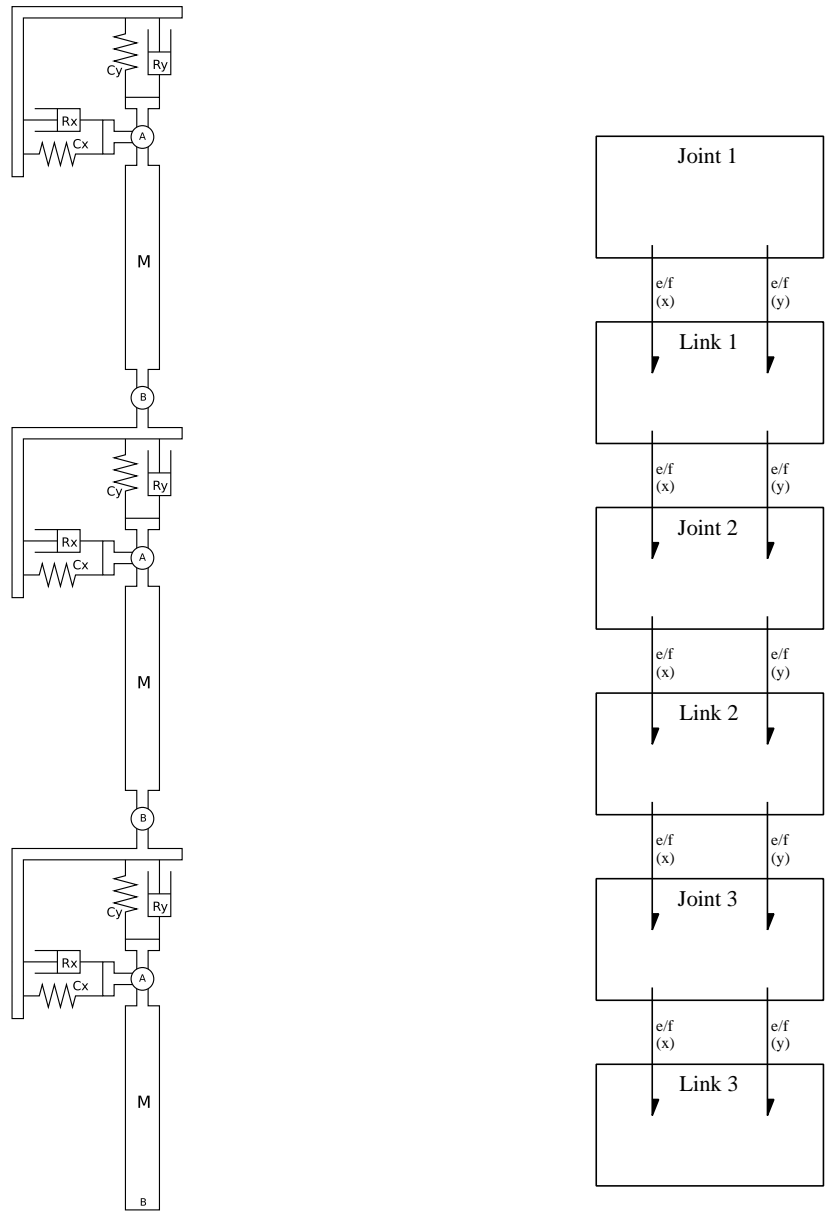 Cy
Ry
Rx
A
Cx
M
B
Cy
Ry
Rx
A
Cx
M
B
Cy
Ry
Rx
A
Cx
M
B
Joint 1
e/f e/f
(x) (y)
Link 1
e/f e/f
(x) (y)
Joint 2
e/f e/f
(x) (y)
Link 2
e/f e/f
(x) (y)
Joint 3
e/f e/f
(x) (y)
Link 3